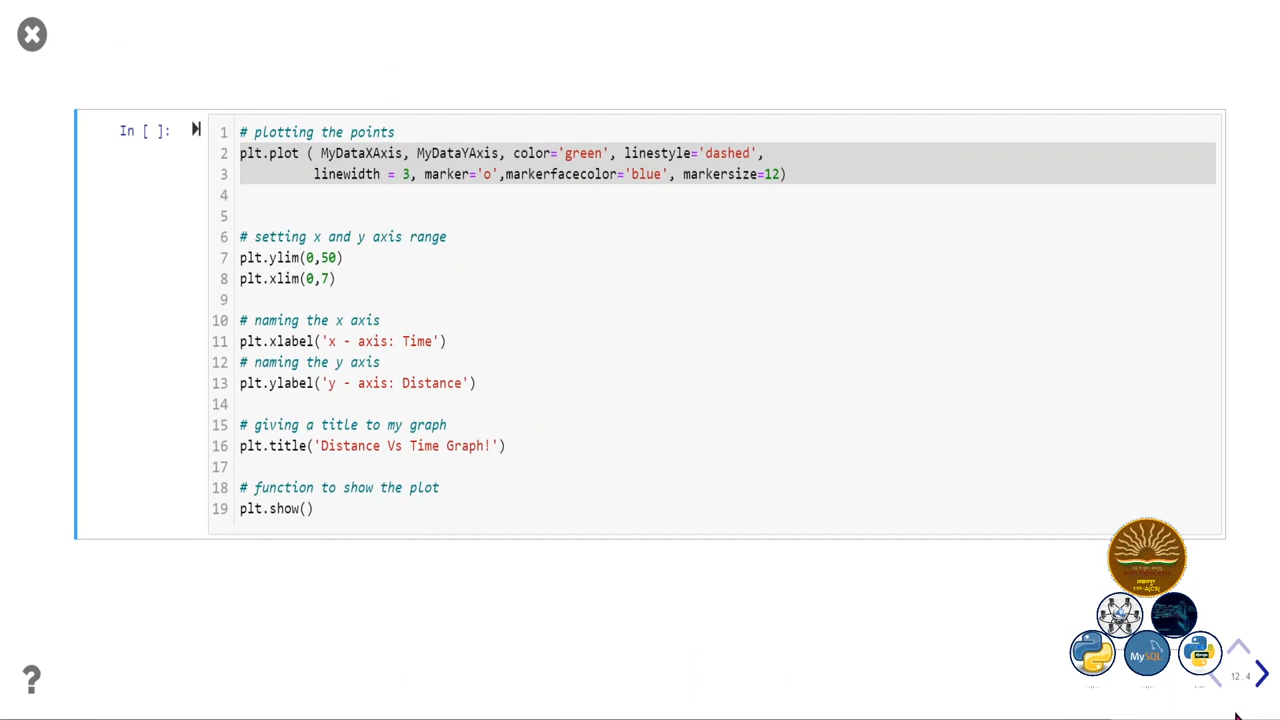 In [ ]:
1 # plotting the points
2 plt.plot ( MyDataXAxis, MyDataYAxis, color='green', linestyle='dashed',
3 linewidth = 3, marker='o',markerfacecolor='blue', markersize=12)
4
5
6 # setting x and y axis range
7 plt.ylim(0,50)
8 plt.xlim(0,7)
9
10 # naming the x axis
11 plt.xlabel('x - axis: Time')
12 # naming the y axis
13 plt.ylabel('y - axis: Distance')
14
15 # giving a title to my graph
16 plt.title('Distance Vs Time Graph!')
17
18 # function to show the plot
19 plt.show()
11th-A(CS)
MySQL
?
12.4